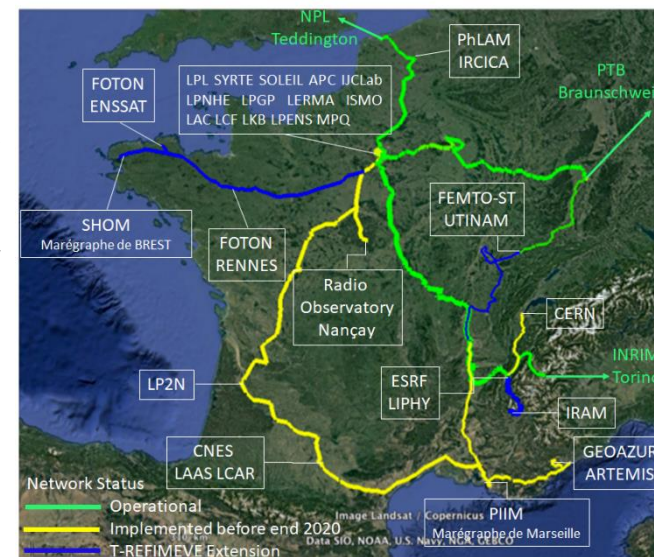 NPL
Teddington
PhLAM
IRCICA
PTB
FOTON
ENSSAT
LPL SYRTE SOLEIL APC IJCLab
LPNHE LPGP LERMA ISMO
LAC LCF LKB LPENS MPQ
Braunschwei
FEMTO-ST
UTINAM
SHOM
Marégraphe de BREST
FOTON
RENNES
Radio
Observatory
Nançay
CERN
INRIM
Torino
LP2N
ESRF
LIPHY
IRAM
CNES
LAAS LCAR
GEOAZUR
ARTEMIS
Network Status
Operational
Implemented before end 2020
T-REFIMEVE Extension
Image Landsat / Copernicus
Data SIO, NOAA, U.S. Navy, NGA, GEBCO
PIIM
Marégraphe de Marseille